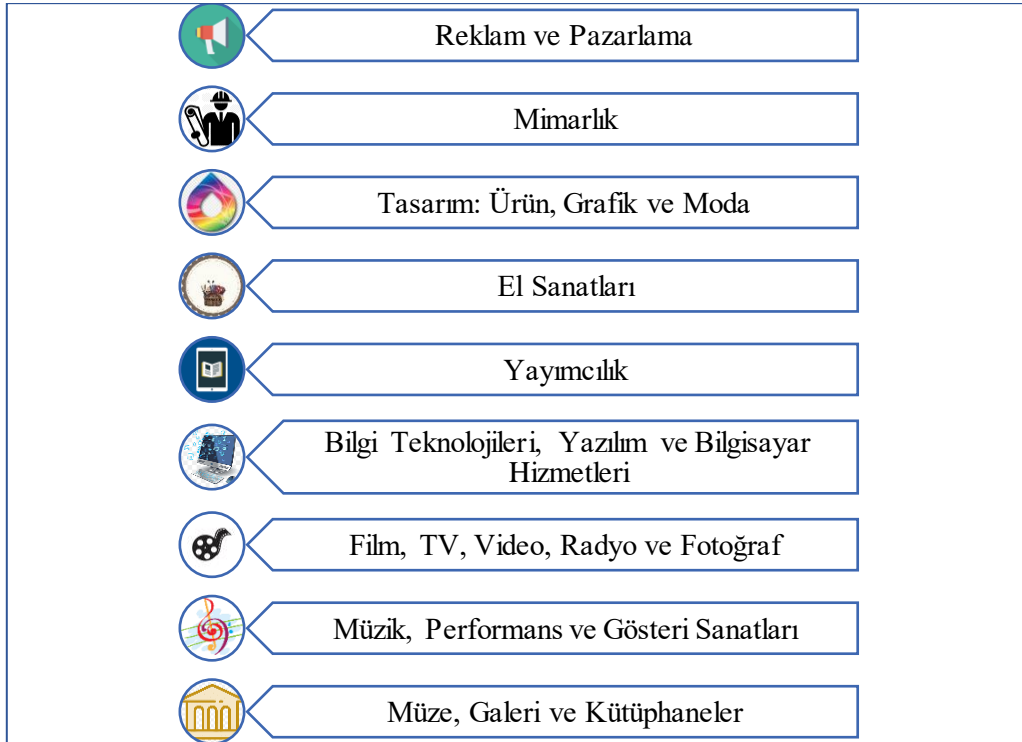 Reklam ve Pazarlama
Mimarlık
Tasarım: Ürün, Grafik ve Moda
El Sanatları
Yayımcılık
Bilgi Teknolojileri, Yazılım ve Bilgisayar
Hizmetleri
Film, TV, Video, Radyo ve Fotoğraf
Müzik, Performans ve Gösteri Sanatları
Müze, Galeri ve Kütüphaneler